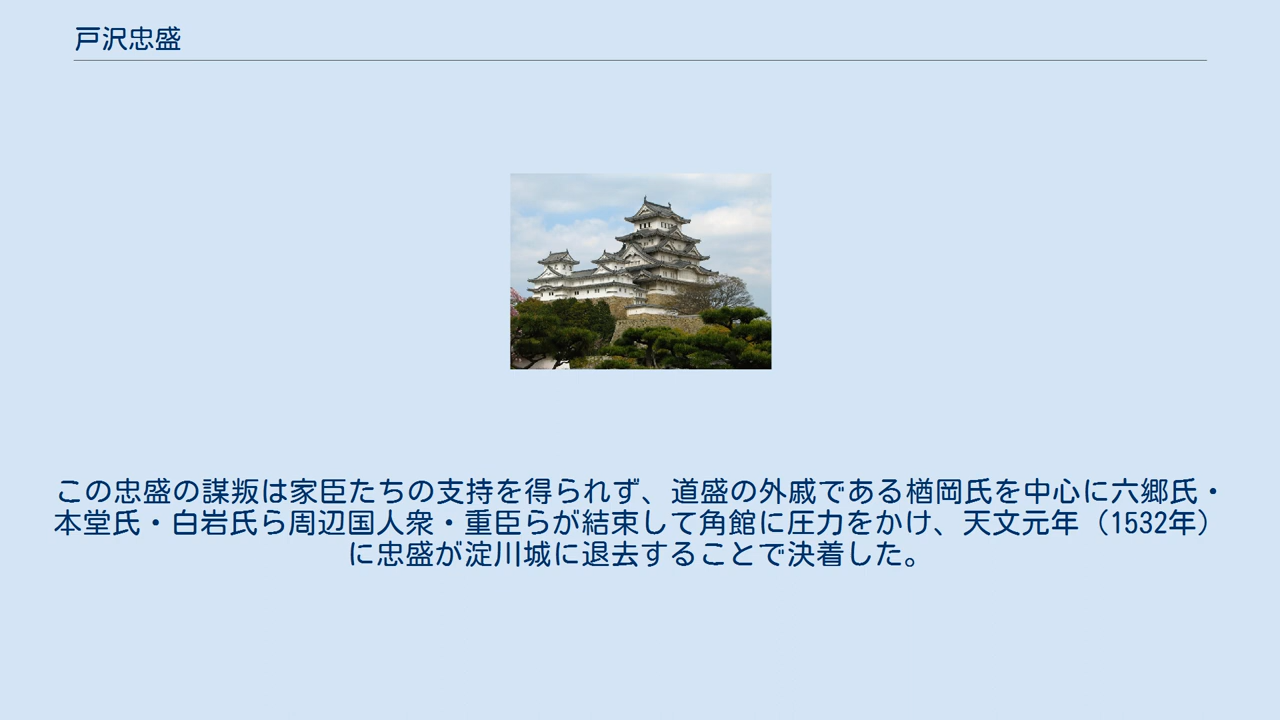 戸沢忠盛
この忠盛の謀叛は家臣たちの支持を得られず、道盛の外戚である楢岡氏を中心に六郷氏・
本堂氏・白岩氏ら周辺国人衆・重臣らが結束して角館に圧力をかけ、天文元年（1532年）
に忠盛が淀川城に退去することで決着した。